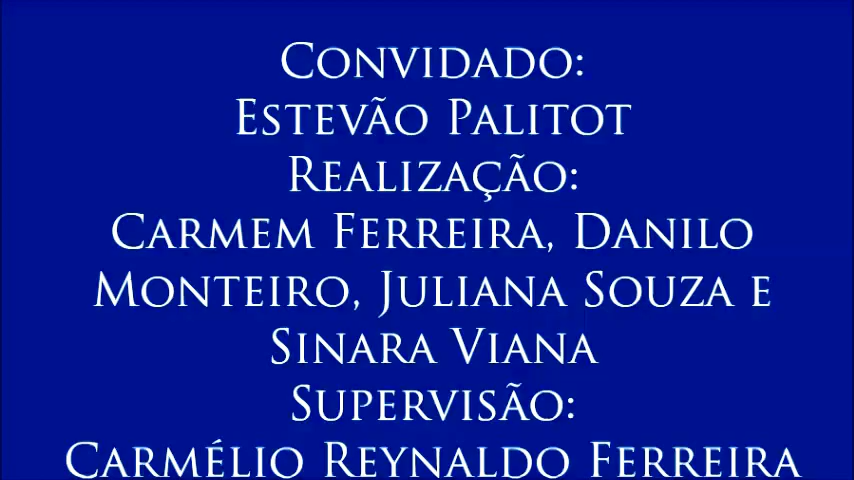 Convidado:
Estevão Palitot
Realização:
Carmem Ferreira, Danilo
Monteiro, Juliana Souza e
Sinara Viana
Supervisão:
Carmélio Reynaldo Ferreira